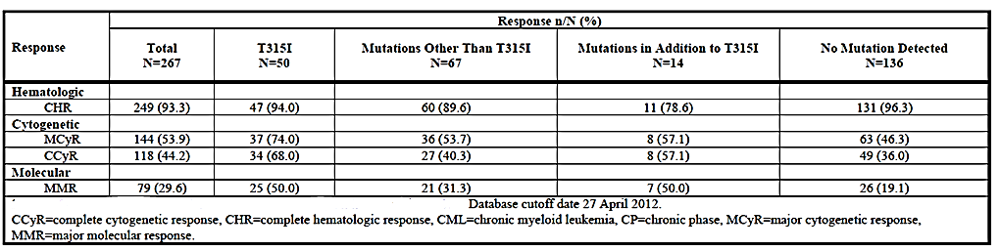 Response n/N (%)
Response Total T315I Mutations Other Than T315I Mutations in Addition to T315I No Mutation Detected
N=267 N=50 N=67 N=14 N=136
Hematologic
CHR 249 (93.3) 47 (94.0) 60 (89.6) 11 (78.6) 131 (96.3)
Cytogenetic
MCyR 144 (53.9) 37 (74.0) 36 (53.7) 8 (57.1) 63 (46.3)
CCyR 118 (44.2) 34 (68.0) 27 (40.3) 8 (57.1) 49 (36.0)
Molecular
MMR 79 (29.6) 25 (50.0) 21 (31.3) 7 (50.0) 26 (19.1)
Database cutoff date 27 April 2012.
CCyR=complete cytogenetic response, CHR=complete hematologic response, CML=chronic myeloid leukemia, CP=chronic phase, MCyR=major cytogenetic response,
MMR=major molecular response.